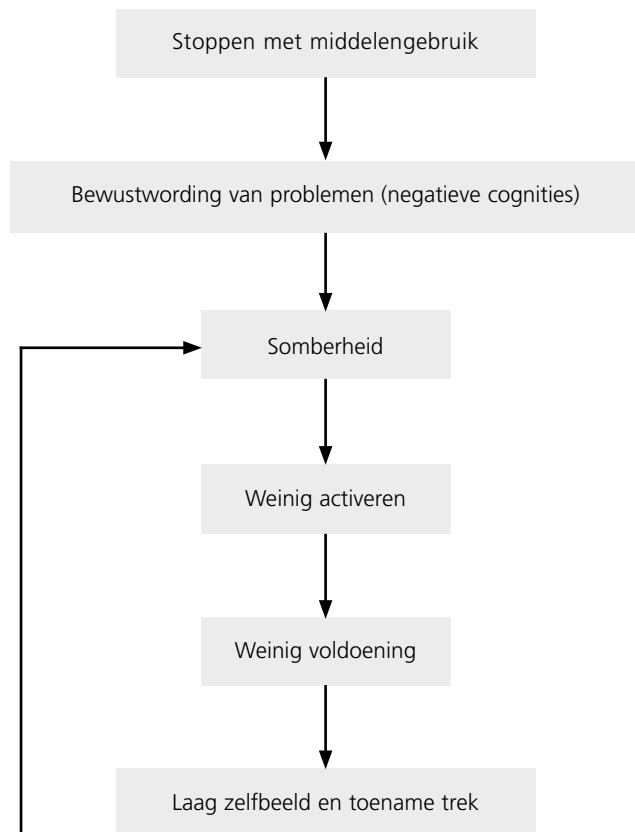 Stoppen met middelengebruik
Bewustwording van problemen (negatieve cognities)
Somberheid
Weinig activeren
Weinig voldoening
Laag zelfbeeld en toename trek